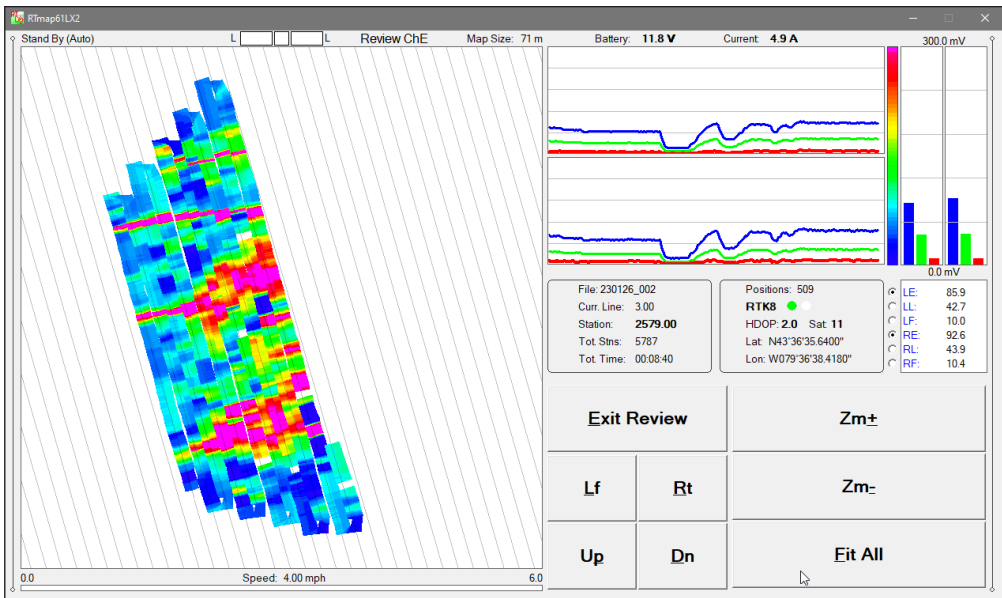 RTmap61LX2
Stand By (Auto) L L Review ChE Map Size: 71 m
Battery: 11.8 V Current: 4.9 A
300.0 mV
0.0 mV
File: 230126_002
Curr. Line: 3.00
Station: 2579.00
Tot. Stns: 5787
Tot. Time: 00:08:40
Positions: 509
RTK8
HDOP: 2.0 Sat: 11
Lat: N43°36'35.6400"
Lon: W079°36'38.4180"
LE: 85.9
LL: 42.7
LF: 10.0
RE: 92.6
RL: 43.9
RF: 10.4
Exit Review
Zm+
Lf
Rt
Zm-
Up
Dn
Fit All
0.0 Speed: 4.00 mph 6.0